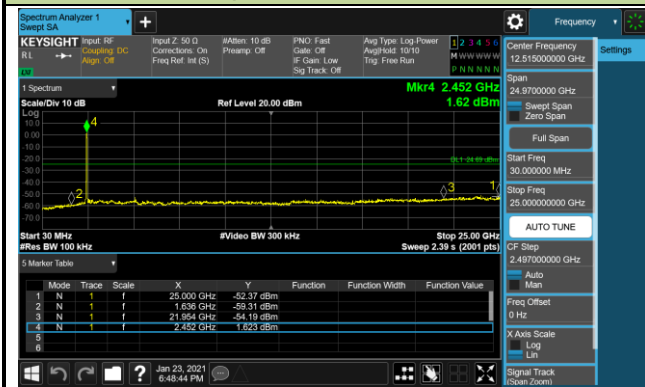 Spectrum Analyzer 1
Swept SA
Frequency
KEYSIGHT
RL
Input: RF
Coupling: DC
Align: Off
Input Z: 50 Ω
Corrections: On
Freq Ref: Int (S)
#Atten: 10 dB
Preamp: Off
PNO: Fast
Gate: Off
IF Gain: Low
Sig Track: Off
Avg Type: Log-Power
Avg|Hold: 10/10
Trig: Free Run
1 2 3 4 5 6
M W W W W W
P N N N N N
1 Spectrum
Scale/Div 10 dB
Log
Ref Level 20.00 dBm
Mkr4 2.452 GHz
1.62 dBm
10.0
0.00
-10.0
-20.0
-30.0
-40.0
-50.0
-60.0
-70.0
4
2
3
1
DL1 -24.69 dBm
Start 30 MHz
#Res BW 100 kHz
#Video BW 300 kHz
Stop 25.00 GHz
Sweep 2.39 s (2001 pts)
5 Marker Table
Mode Trace Scale X Y Function Function Width Function Value
1 N 1 f 25.000 GHz -52.37 dBm
2 N 1 f 1.636 GHz -59.31 dBm
3 N 1 f 21.954 GHz -54.19 dBm
4 N 1 f 2.452 GHz 1.623 dBm
5
6
Jan 23, 2021
6:48:44 PM
Settings
Center Frequency
12.515000000 GHz
Span
24.9700000 GHz
Swept Span
Zero Span
Full Span
Start Freq
30.000000 MHz
Stop Freq
25.000000000 GHz
AUTO TUNE
CF Step
2.497000000 GHz
Auto
Man
Freq Offset
0 Hz
X Axis Scale
Log
Lin
Signal Track
(Span Zoom)